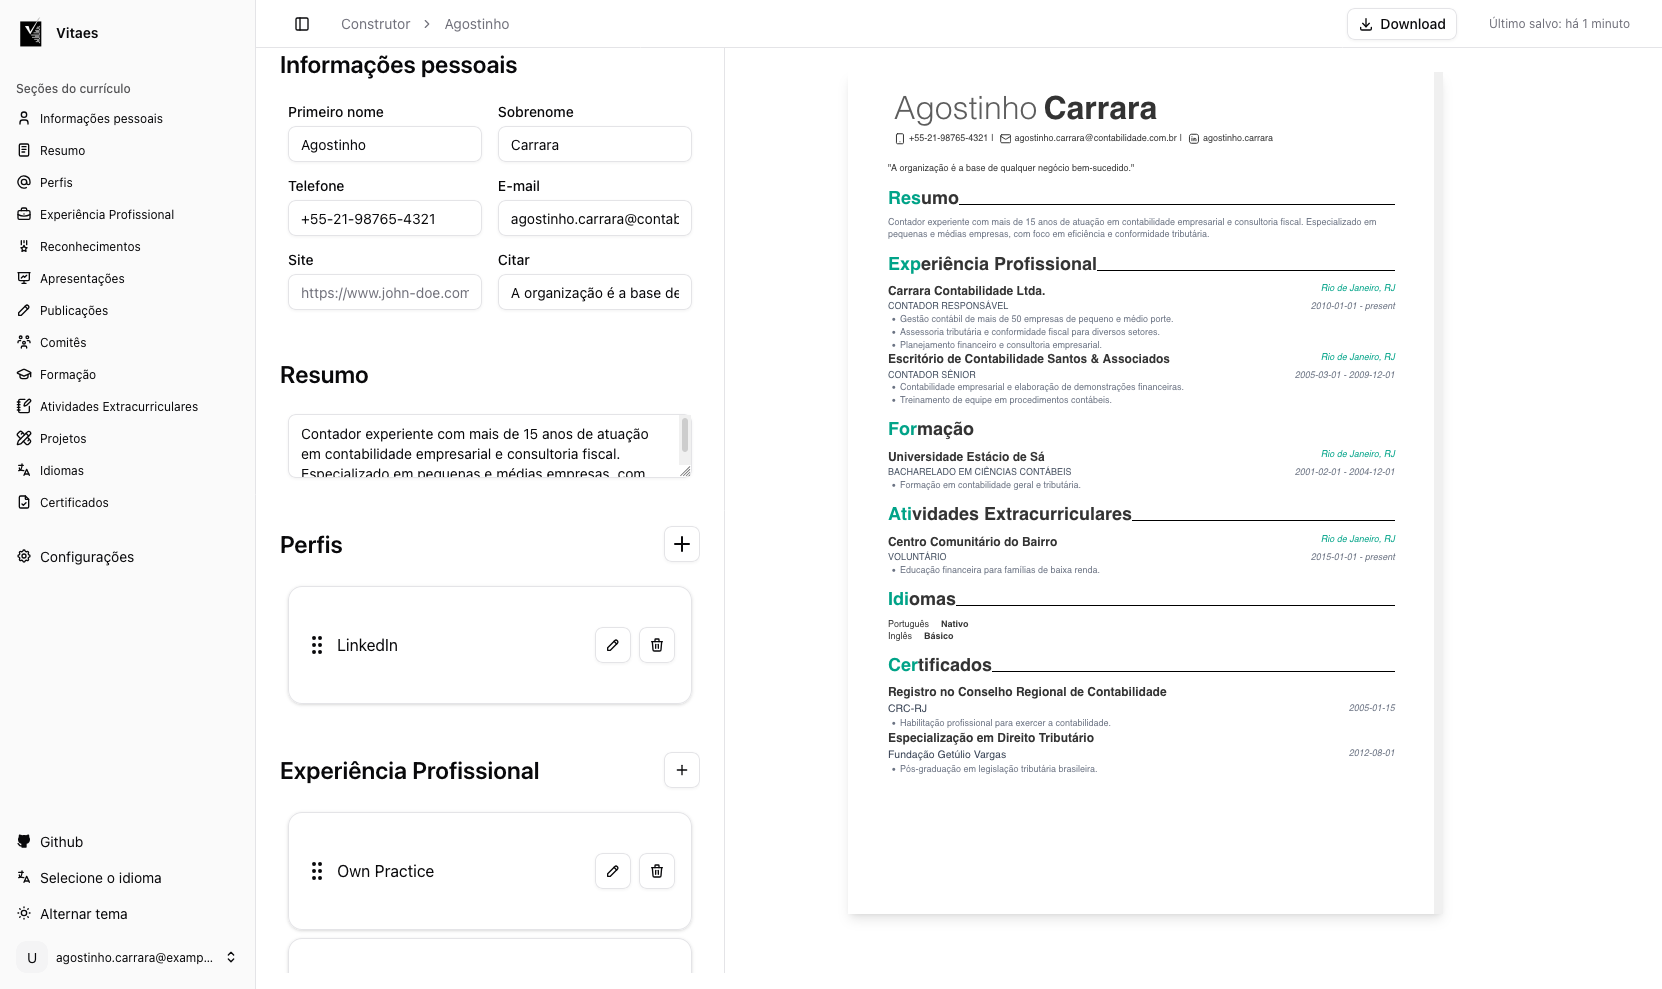 Vitaes
Seções do currículo
Informações pessoais
Resumo
Perfis
Experiência Profissional
Reconhecimentos
Apresentações
Publicações
Comitês
Formação
Atividades Extracurriculares
Projetos
Idiomas
Certificados
Configurações
Github
Selecione o idioma
Alternar tema
U
agostinho.carrara@examp...
Construtor
Agostinho
Download
Último salvo: há 1 minuto
Informações pessoais
Primeiro nome
Sobrenome
Agostinho
Carrara
Telefone
E-mail
+55-21-98765-4321
agostinho.carrara@contab
Site
Citar
https://www.john-doe.com
A organização é a base de
Resumo
Contador experiente com mais de 15 anos de atuação
em contabilidade empresarial e consultoria fiscal.
Especializado em pequenas e médias empresas, com
Perfis
LinkedIn
Experiência Profissional
Own Practice
Agostinho Carrara
+55-21-98765-4321 | agostinho.carrara@contabilidade.com.br | agostinho.carrara
"A organização é a base de qualquer negócio bem-sucedido."
Resumo
Contador experiente com mais de 15 anos de atuação em contabilidade empresarial e consultoria fiscal. Especializado em
pequenas e médias empresas, com foco em eficiência e conformidade tributária.
Experiência Profissional
Carrara Contabilidade Ltda.
Rio de Janeiro, RJ
CONTADOR RESPONSÁVEL
2010-01-01 - present
• Gestão contábil de mais de 50 empresas de pequeno e médio porte.
• Assessoria tributária e conformidade fiscal para diversos setores.
• Planejamento financeiro e consultoria empresarial.
Escritório de Contabilidade Santos & Associados
Rio de Janeiro, RJ
CONTADOR SÊNIOR
2005-03-01 - 2009-12-01
• Contabilidade empresarial e elaboração de demonstrações financeiras.
• Treinamento de equipe em procedimentos contábeis.
Formação
Universidade Estácio de Sá
Rio de Janeiro, RJ
BACHARELADO EM CIÊNCIAS CONTÁBEIS
2001-02-01 - 2004-12-01
• Formação em contabilidade geral e tributária.
Atividades Extracurriculares
Centro Comunitário do Bairro
Rio de Janeiro, RJ
VOLUNTÁRIO
2015-01-01 - present
• Educação financeira para famílias de baixa renda.
Idiomas
Português Nativo
Inglês Básico
Certificados
Registro no Conselho Regional de Contabilidade
CRC-RJ
2005-01-15
• Habilitação profissional para exercer a contabilidade.
Especialização em Direito Tributário
Fundação Getúlio Vargas
2012-08-01
• Pós-graduação em legislação tributária brasileira.